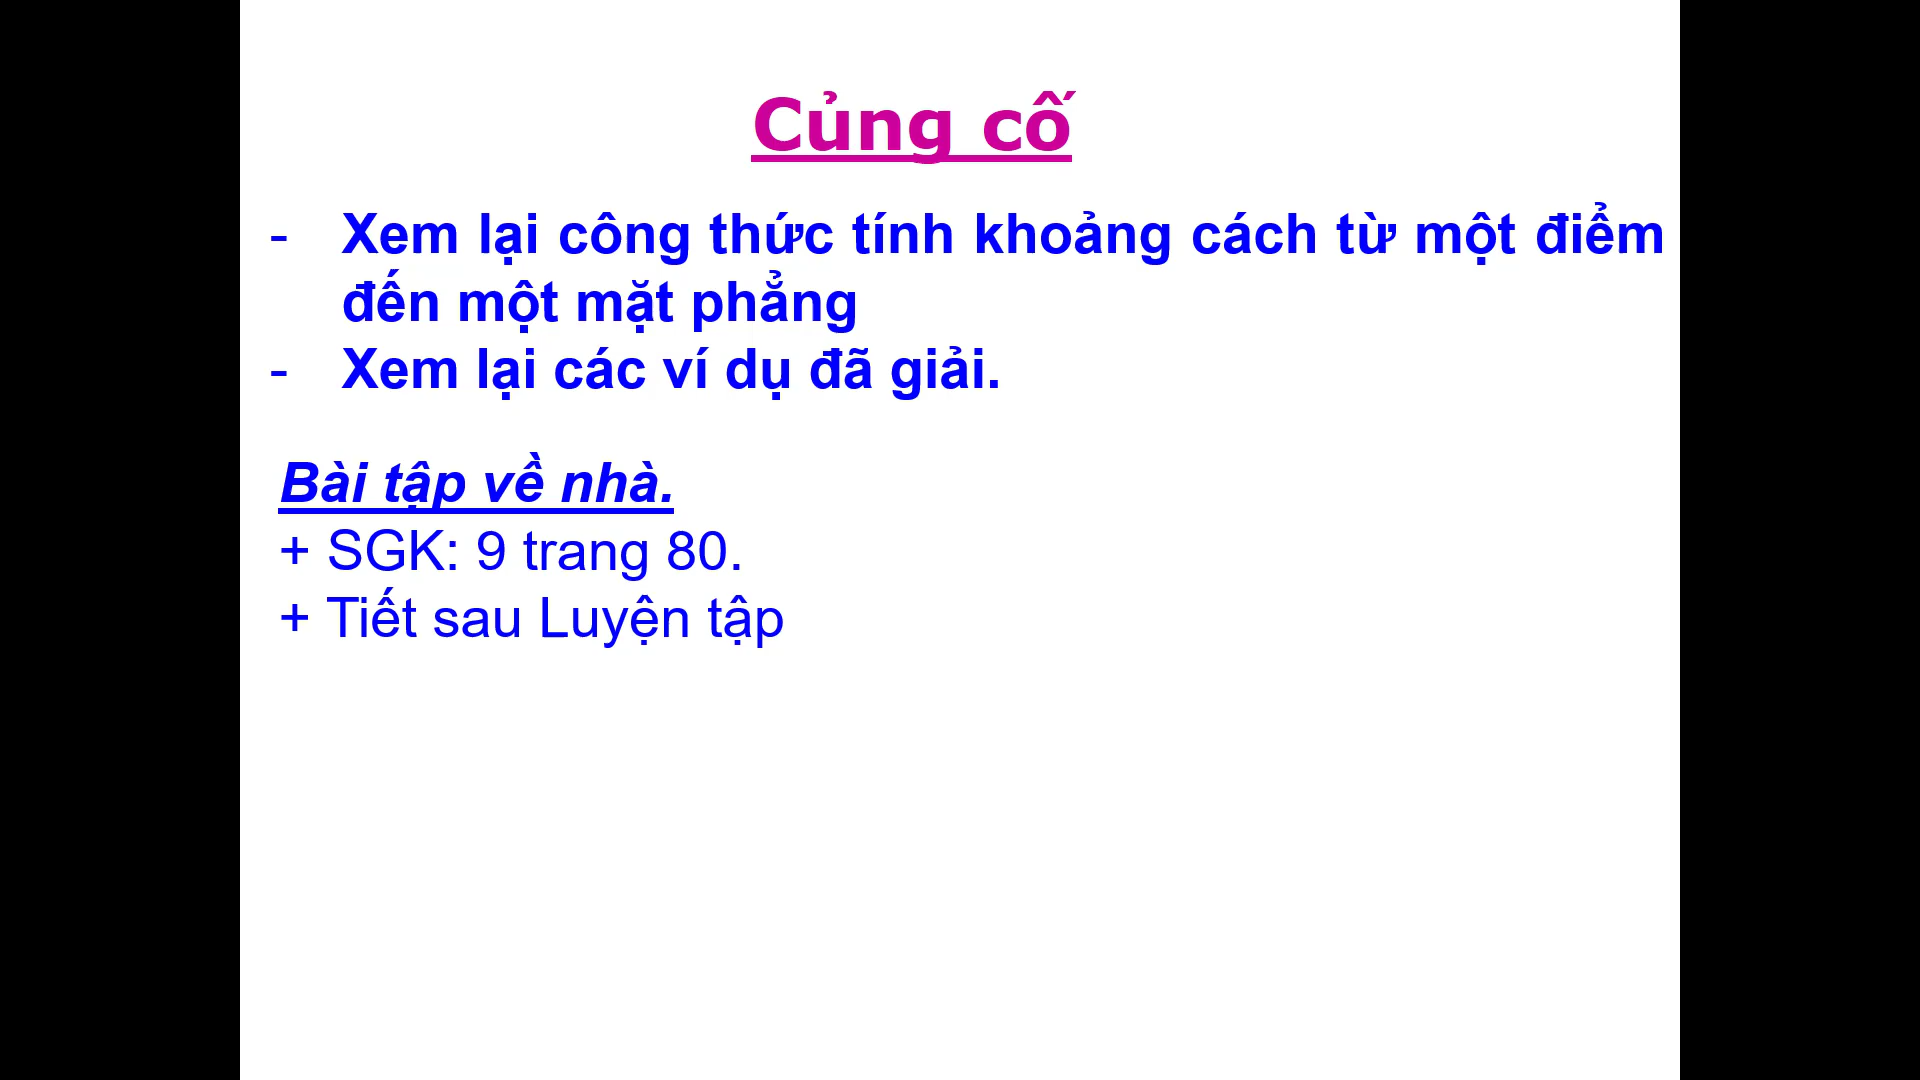 Củng cố
- Xem lại công thức tính khoảng cách từ một điểm
đến một mặt phẳng
- Xem lại các ví dụ đã giải.
Bài tập về nhà.
+ SGK: 9 trang 80.
+ Tiết sau Luyện tập